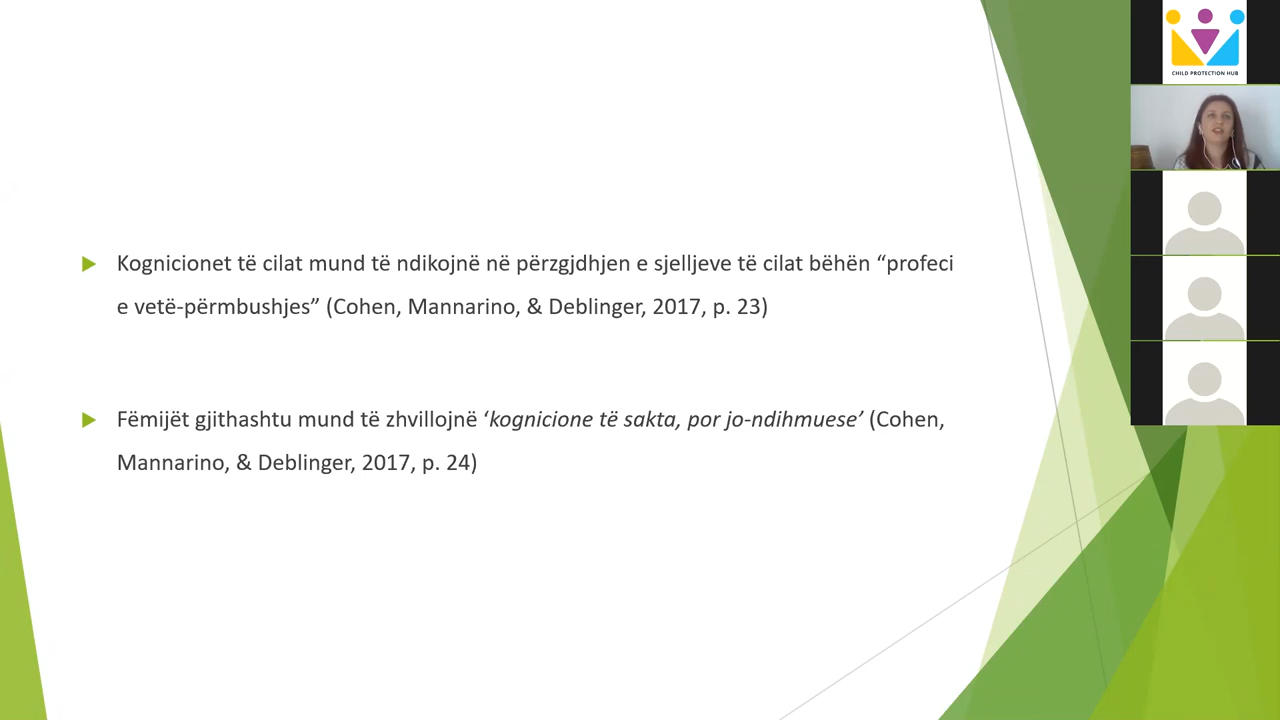 Kognicionet të cilat mund të ndikojnë në përzgjdhjen e sjelljeve të cilat bëhën “profeci
e vetë-përmbushjes” (Cohen, Mannarino, & Deblinger, 2017, p. 23)
Fëmijët gjithashtu mund të zhvillojnë ‘kognicione të sakta, por jo-ndihmuese’ (Cohen,
Mannarino, & Deblinger, 2017, p. 24)
CHILD PROTECTION HUB